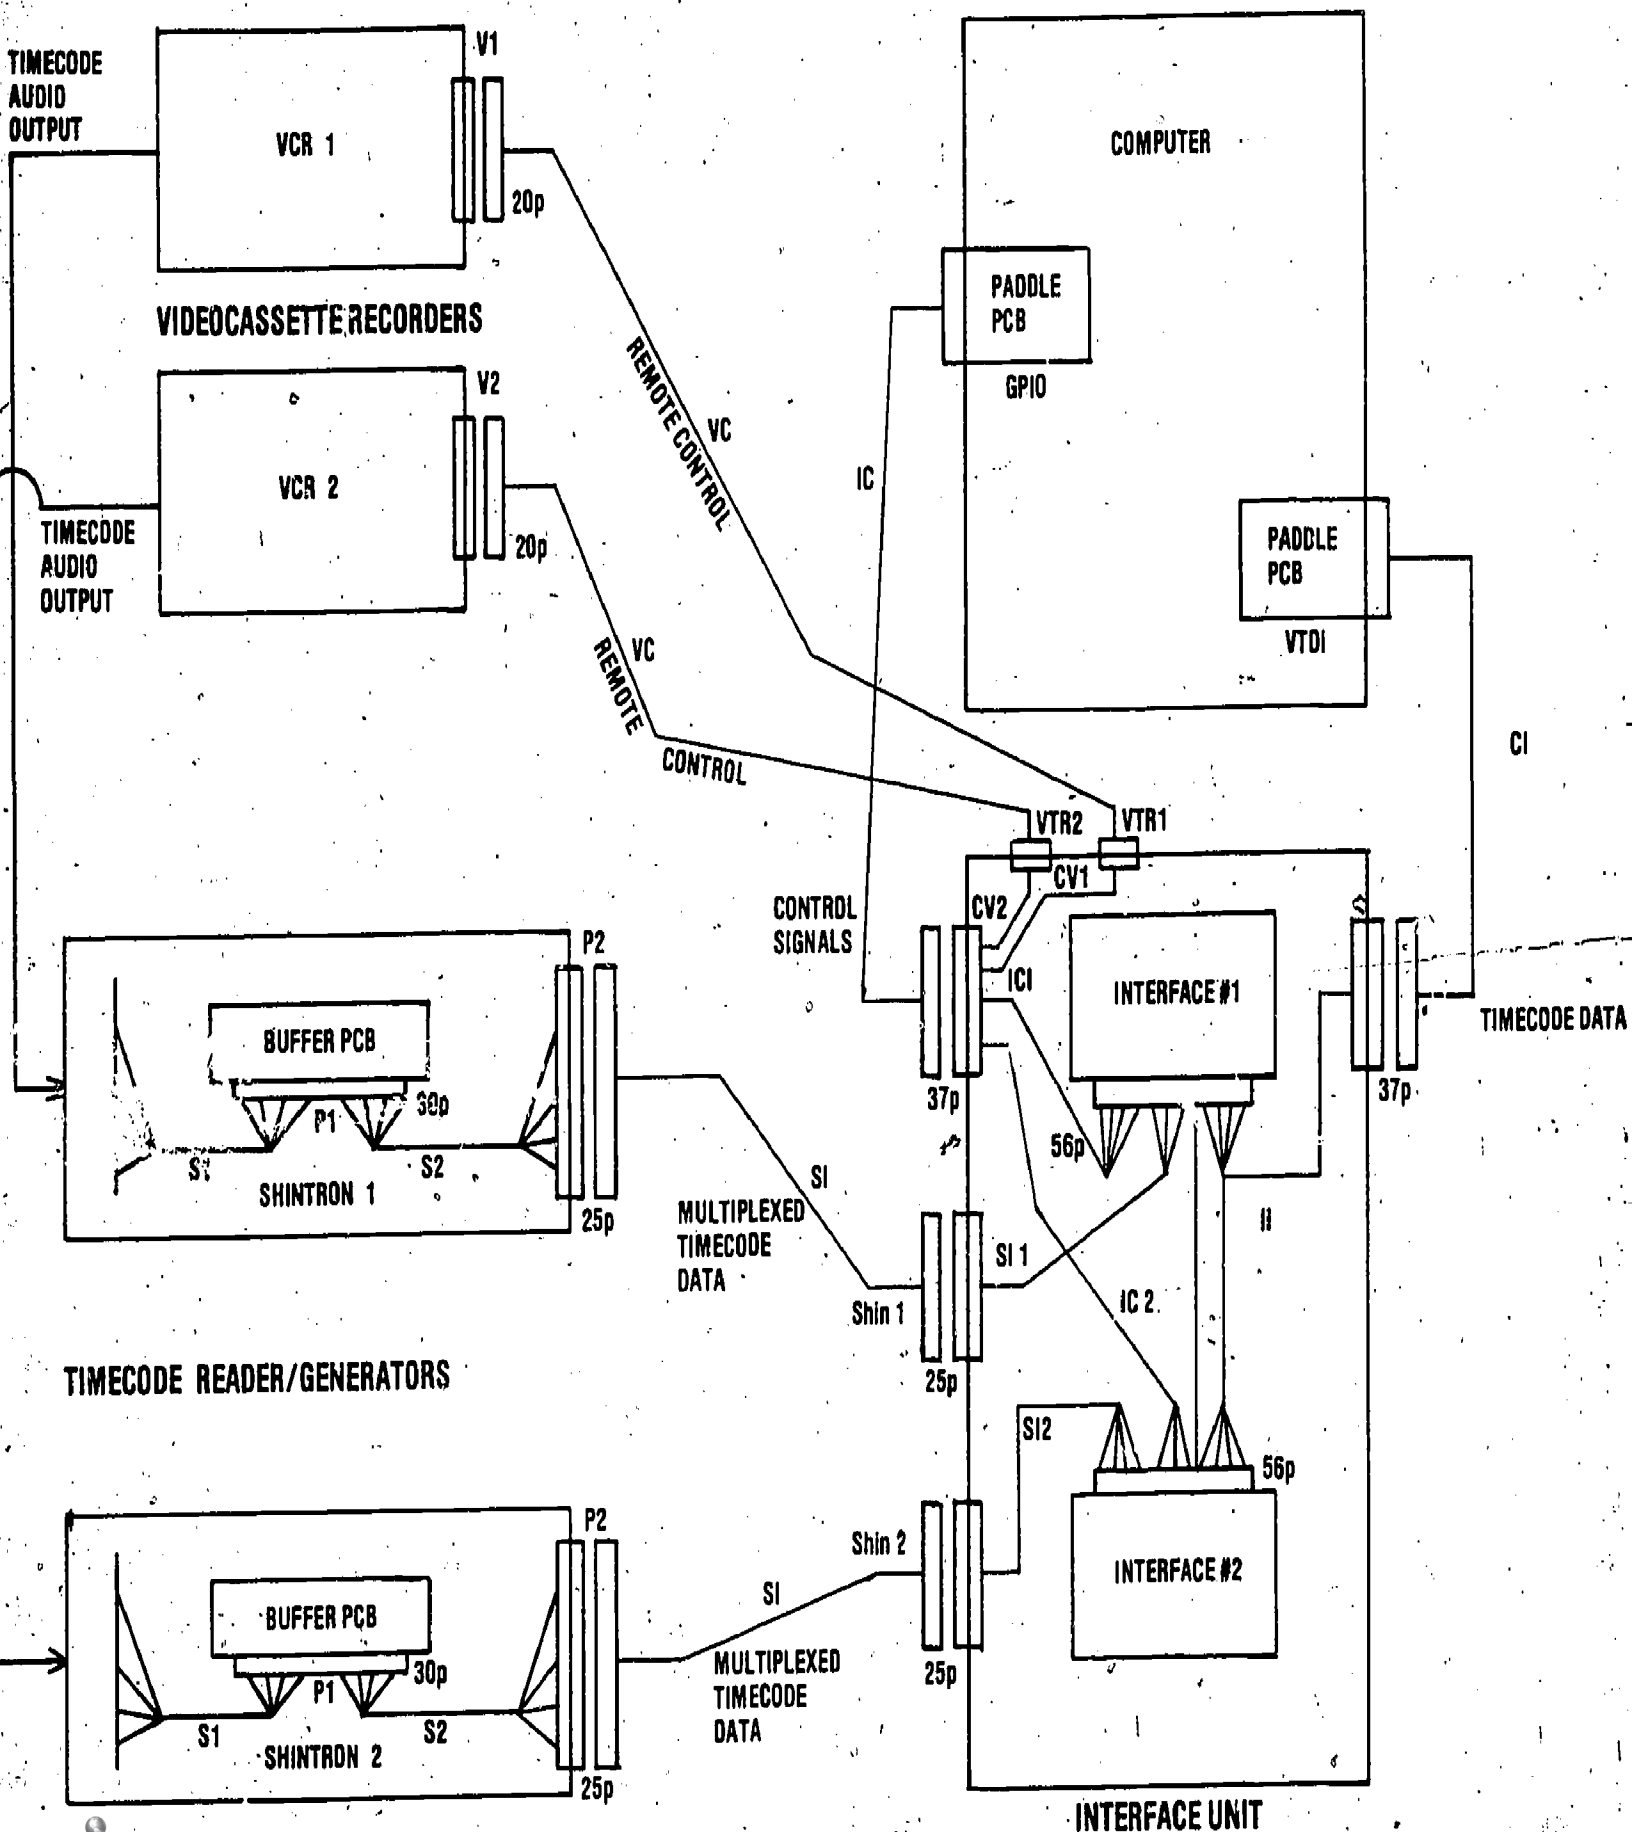 TIMECODE
AUDIO
OUTPUT
VCR 1
V1
20p
VIDEOCASSETTE RECORDERS
VCR 2
V2
20p
TIMECODE
AUDIO
OUTPUT
REMOTE CONTROL
VC
VC
REMOTE
CONTROL
COMPUTER
PADDLE
PCB
GPIO
IC
PADDLE
PCB
VTDI
CI
VTR2
VTR1
CV1
CV2
CONTROL
SIGNALS
ICI
INTERFACE #1
TIMECODE DATA
37p
37p
56p
P2
BUFFER PCB
30p
P1
S1
S2
SHINTRON 1
25p
SI
MULTIPLEXED
TIMECODE
DATA
Shin 1
25p
SI 1
II
IC 2
TIMECODE READER/GENERATORS
SI2
56p
P2
BUFFER PCB
30p
P1
S1
S2
SHINTRON 2
25p
SI
MULTIPLEXED
TIMECODE
DATA
Shin 2
25p
INTERFACE #2
INTERFACE UNIT